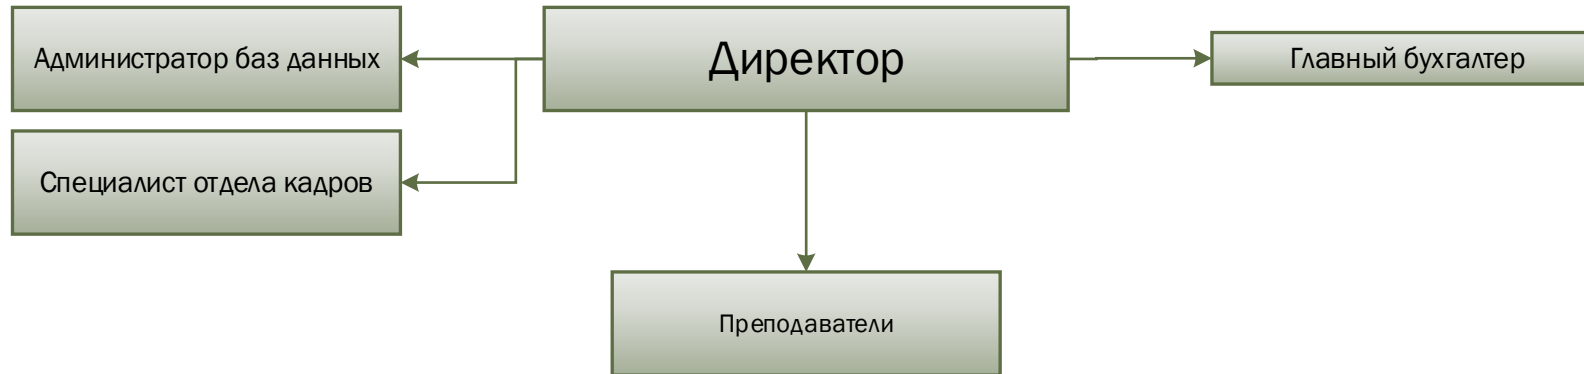 Администратор баз данных
Директор
Главный бухгалтер
Специалист отдела кадров
Преподаватели